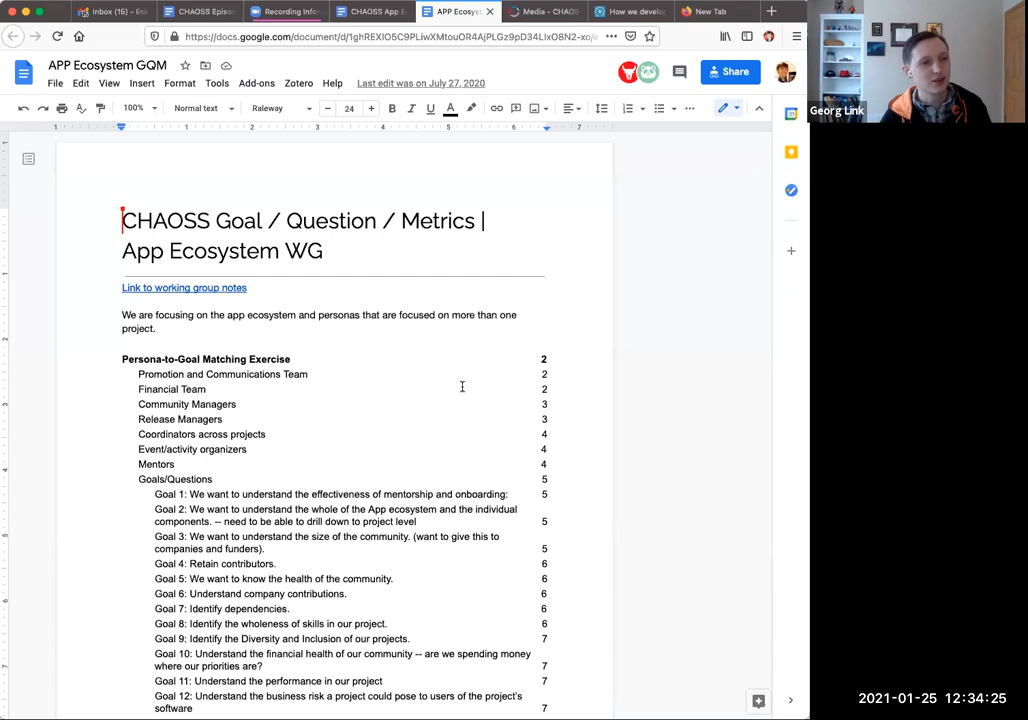 Inbox (15) – lin
CHAOSS Episo
Recording Info
CHAOSS App E
APP Ecosyst
Media - CHAO
How we develo
New Tab
https://docs.google.com/document/d/1ghREXIO5C9PLiwXMtouOR4AjPLGz9pD34LIxO8N2-xo/e
APP Ecosystem GQM
File Edit View Insert Format Tools Add-ons Zotero Help Last edit was on July 27, 2020
Share
100% Normal text Raleway 24 B I U A
Georg Link
1 1 2 3 4 5 6 7
CHAOSS Goal / Question / Metrics |
App Ecosystem WG
Link to working group notes
We are focusing on the app ecosystem and personas that are focused on more than one
project.
Persona-to-Goal Matching Exercise 2
Promotion and Communications Team 2
Financial Team 2
Community Managers 3
Release Managers 3
Coordinators across projects 4
Event/activity organizers 4
Mentors 4
Goals/Questions 5
Goal 1: We want to understand the effectiveness of mentorship and onboarding: 5
Goal 2: We want to understand the whole of the App ecosystem and the individual
components. -- need to be able to drill down to project level 5
Goal 3: We want to understand the size of the community. (want to give this to
companies and funders). 5
Goal 4: Retain contributors. 6
Goal 5: We want to know the health of the community. 6
Goal 6: Understand company contributions. 6
Goal 7: Identify dependencies. 6
Goal 8: Identify the wholeness of skills in our project. 6
Goal 9: Identify the Diversity and Inclusion of our projects. 7
Goal 10: Understand the financial health of our community -- are we spending money
where our priorities are? 7
Goal 11: Understand the performance in our project 7
Goal 12: Understand the business risk a project could pose to users of the project's
software 7
2021-01-25 12:34:25